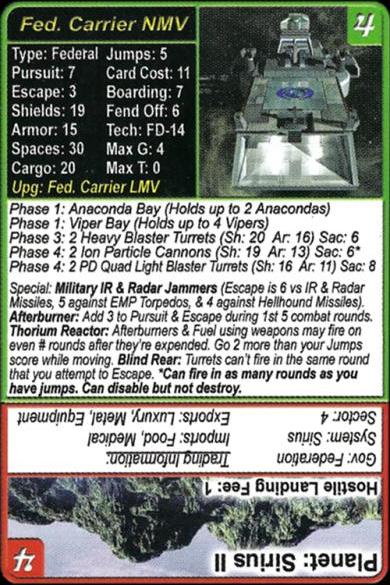 Fed. Carrier NMV
4
Type: Federal Jumps: 5
Pursuit: 7 Card Cost: 11
Escape: 3 Boarding: 7
Shields: 19 Fend Off: 6
Armor: 15 Tech: FD-14
Spaces: 30 Max G: 4
Cargo: 20 Max T: 0
Upg: Fed. Carrier LMV
Phase 1: Anaconda Bay (Holds up to 2 Anacondas)
Phase 1: Viper Bay (Holds up to 4 Vipers)
Phase 3: 2 Heavy Blaster Turrets (Sh: 20 Ar: 16) Sac: 6
Phase 4: 2 Ion Particle Cannons (Sh: 19 Ar: 13) Sac: 6*
Phase 4: 2 PD Quad Light Blaster Turrets (Sh: 16 Ar: 11) Sac: 8
Special: Military IR & Radar Jammers (Escape is 6 vs IR & Radar
Missiles, 5 against EMP Torpedos, & 4 against Hellhound Missiles).
Afterburner: Add 3 to Pursuit & Escape during 1st 5 combat rounds.
Thorium Reactor: Afterburners & Fuel using weapons may fire on
even # rounds after they're expended. Go 2 more than your Jumps
score while moving. Blind Rear: Turrets can't fire in the same round
that you attempt to Escape. *Can fire in as many rounds as you
have jumps. Can disable but not destroy.
Planet: Sirius II
4
Hostile Landing Fee: 1
Gov: Federation Trading Information:
System: Sirius Imports: Food, Medical
Sector: 4 Exports: Luxury, Metal, Equipment